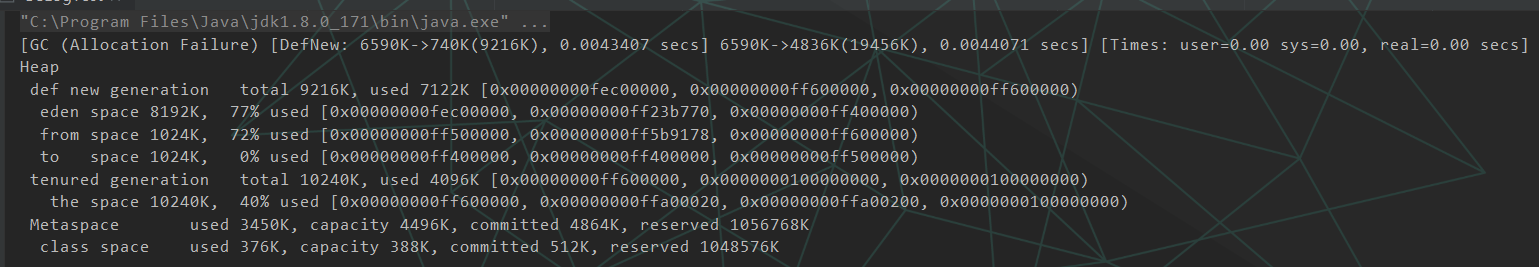 "C:\Program Files\Java\jdk1.8.0_171\bin\java.exe" ...
[GC (Allocation Failure) [DefNew: 6590K->740K(9216K), 0.0043407 secs] 6590K->4836K(19456K), 0.0044071 secs] [Times: user=0.00 sys=0.00, real=0.00 secs]
Heap
def new generation   total 9216K, used 7122K [0x00000000fec00000, 0x00000000ff600000, 0x00000000ff600000)
eden space 8192K,  77% used [0x00000000fec00000, 0x00000000ff23b770, 0x00000000ff400000)
from space 1024K,  72% used [0x00000000ff500000, 0x00000000ff5b9178, 0x00000000ff600000)
to   space 1024K,   0% used [0x00000000ff400000, 0x00000000ff400000, 0x00000000ff500000)
tenured generation   total 10240K, used 4096K [0x00000000ff600000, 0x0000000100000000, 0x0000000100000000)
the space 10240K,  40% used [0x00000000ff600000, 0x00000000ffa00020, 0x00000000ffa00200, 0x0000000100000000)
Metaspace       used 3450K, capacity 4496K, committed 4864K, reserved 1056768K
class space    used 376K, capacity 388K, committed 512K, reserved 1048576K